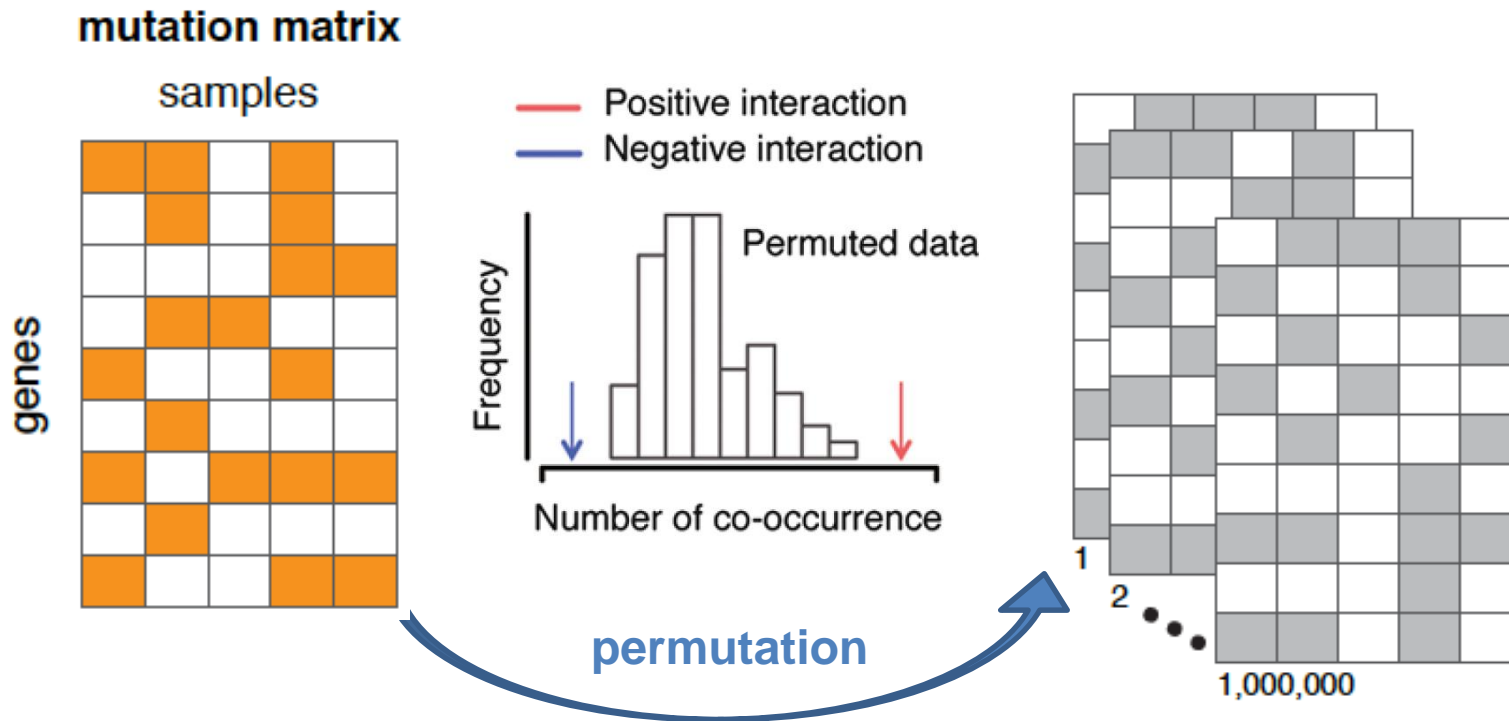 mutation matrix
samples
genes
Positive interaction
Negative interaction
Permuted data
Frequency
Number of co-occurrence
permutation
1
2
1,000,000